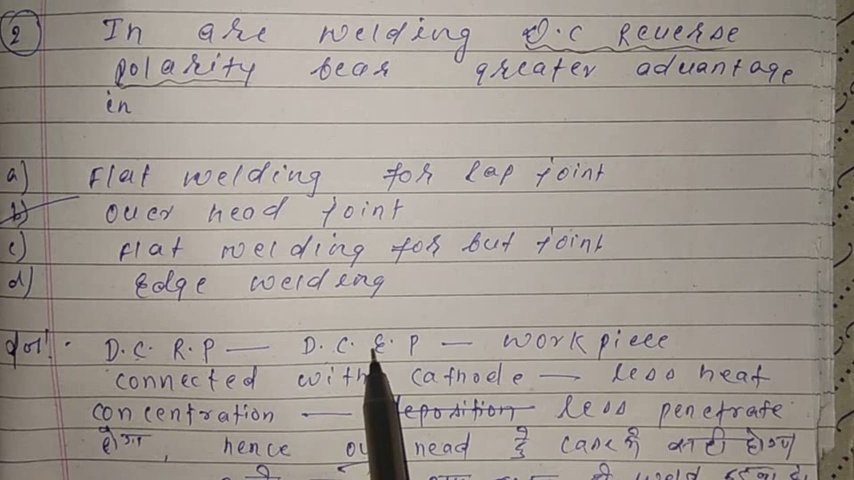 2 In arc welding D.C Reverse
polarity bear greater advantage
in
a) Flat welding for lap joint
b) over head joint
c) Flat welding for but joint
d) Edge welding
Sol! D.C.R.P — D.C.E.P — workpiece
connected with cathode — less heat
concentration — deposition less penetrate
होगा, hence over head के case में